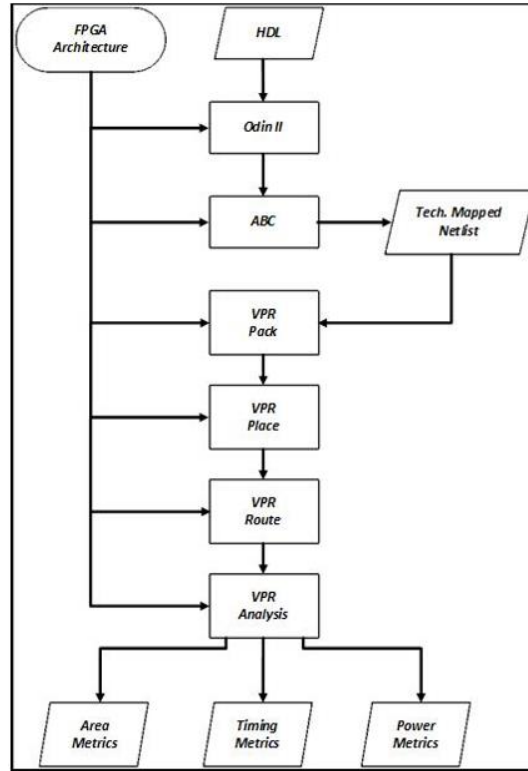 FPGA
Architecture
HDL
Odin II
ABC
Tech. Mapped
Netlist
VPR
Pack
VPR
Place
VPR
Route
VPR
Analysis
Area
Metrics
Timing
Metrics
Power
Metrics